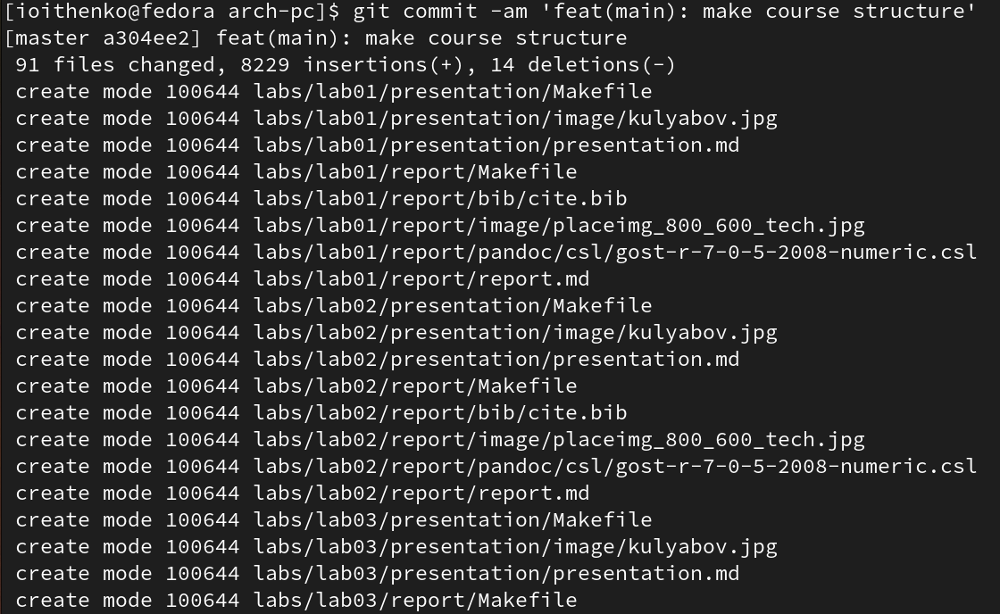 [ioithenko@fedora arch-pc]$ git commit -am 'feat(main): make course structure'
[master a304ee2] feat(main): make course structure
 91 files changed, 8229 insertions(+), 14 deletions(-)
 create mode 100644 labs/lab01/presentation/Makefile
 create mode 100644 labs/lab01/presentation/image/kulyabov.jpg
 create mode 100644 labs/lab01/presentation/presentation.md
 create mode 100644 labs/lab01/report/Makefile
 create mode 100644 labs/lab01/report/bib/cite.bib
 create mode 100644 labs/lab01/report/image/placeimg_800_600_tech.jpg
 create mode 100644 labs/lab01/report/pandoc/csl/gost-r-7-0-5-2008-numeric.csl
 create mode 100644 labs/lab01/report/report.md
 create mode 100644 labs/lab02/presentation/Makefile
 create mode 100644 labs/lab02/presentation/image/kulyabov.jpg
 create mode 100644 labs/lab02/presentation/presentation.md
 create mode 100644 labs/lab02/report/Makefile
 create mode 100644 labs/lab02/report/bib/cite.bib
 create mode 100644 labs/lab02/report/image/placeimg_800_600_tech.jpg
 create mode 100644 labs/lab02/report/pandoc/csl/gost-r-7-0-5-2008-numeric.csl
 create mode 100644 labs/lab02/report/report.md
 create mode 100644 labs/lab03/presentation/Makefile
 create mode 100644 labs/lab03/presentation/image/kulyabov.jpg
 create mode 100644 labs/lab03/presentation/presentation.md
 create mode 100644 labs/lab03/report/Makefile